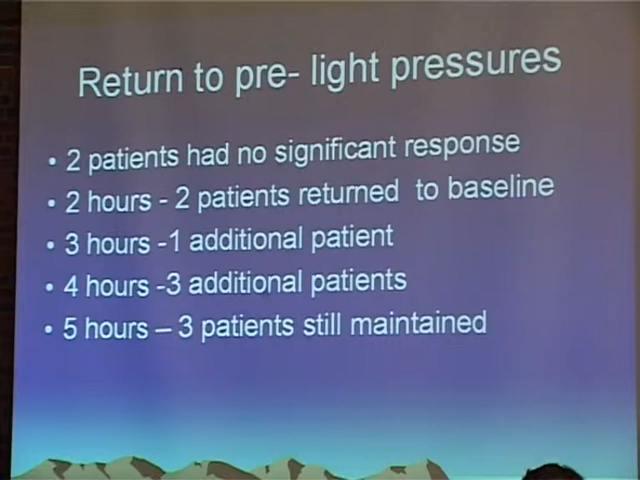 Return to pre- light pressures
• 2 patients had no significant response
• 2 hours - 2 patients returned to baseline
• 3 hours -1 additional patient
• 4 hours -3 additional patients
• 5 hours – 3 patients still maintained